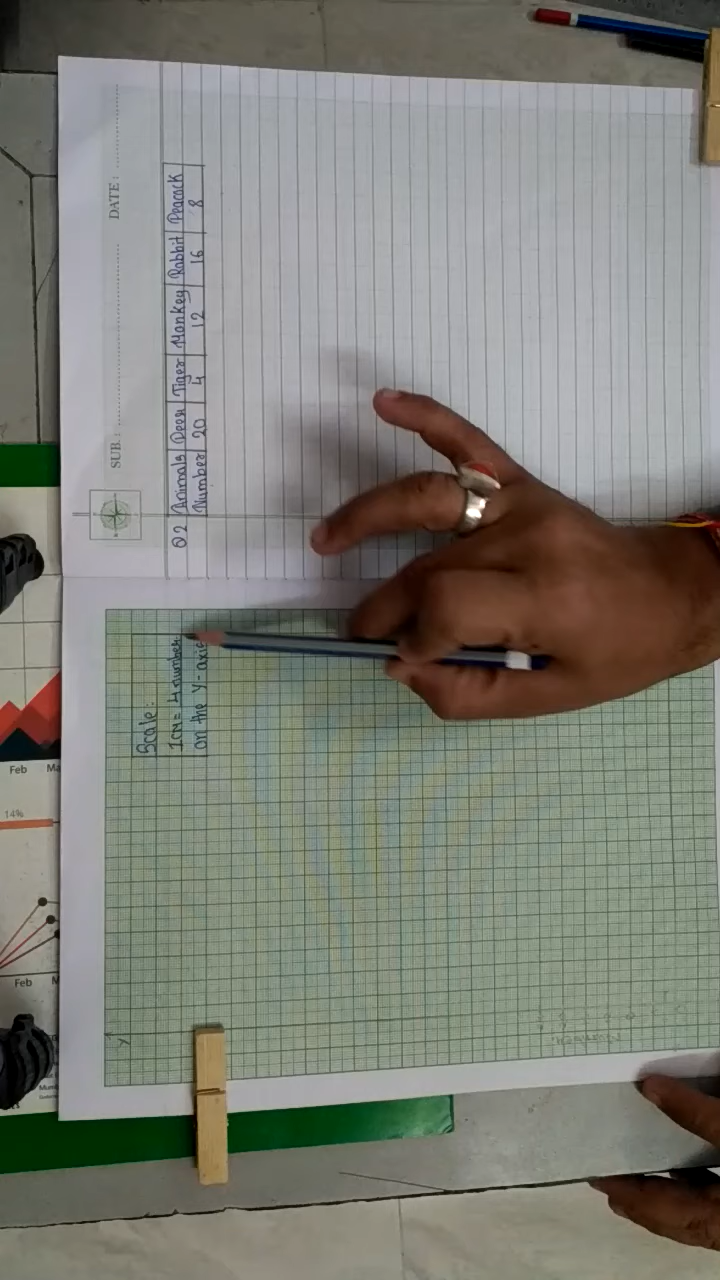 SUB : DATE :
Q2 Animals Deer Tiger Monkey Rabbit Peacock
Number 20 4 12 16 8
Scale:
1cm = 4 number
on the Y-axis
Y
Number
Feb
14%
Feb